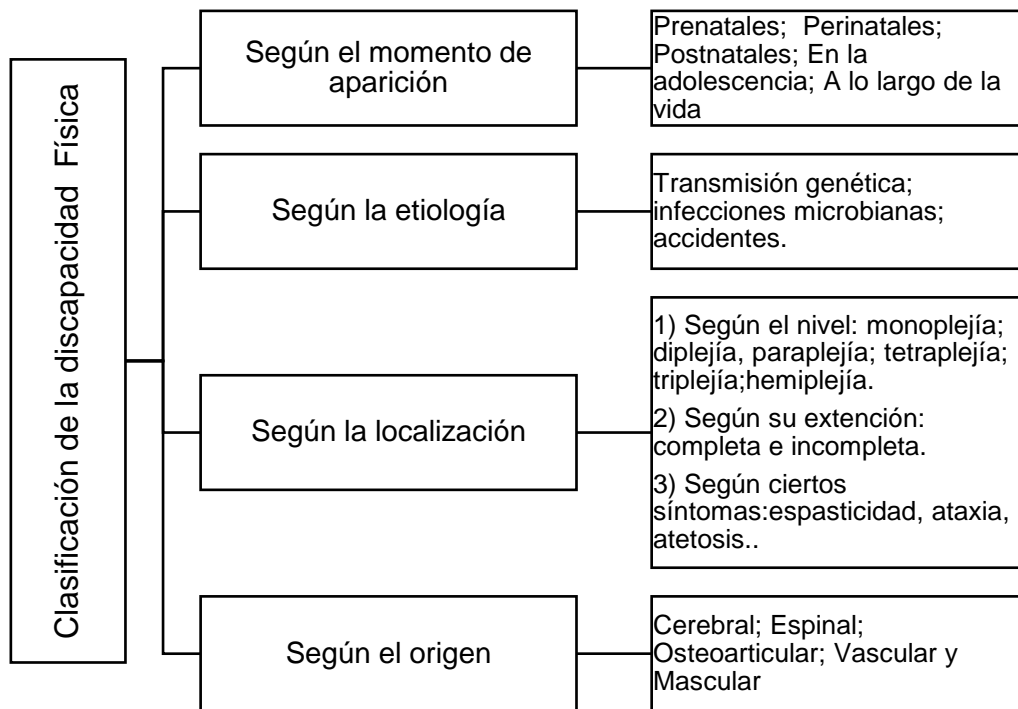 Clasificación de la discapacidad Física
Según el momento de
aparición
Prenatales; Perinatales;
Postnatales; En la
adolescencia; A lo largo de la
vida
Según la etiología
Transmisión genética;
infecciones microbianas;
accidentes.
Según la localización
1) Según el nivel: monoplejía;
diplejía, paraplejía; tetraplejía;
triplejía;hemiplejía.
2) Según su extención:
completa e incompleta.
3) Según ciertos
síntomas:espasticidad, ataxia,
atetosis..
Según el origen
Cerebral; Espinal;
Osteoarticular; Vascular y
Mascular